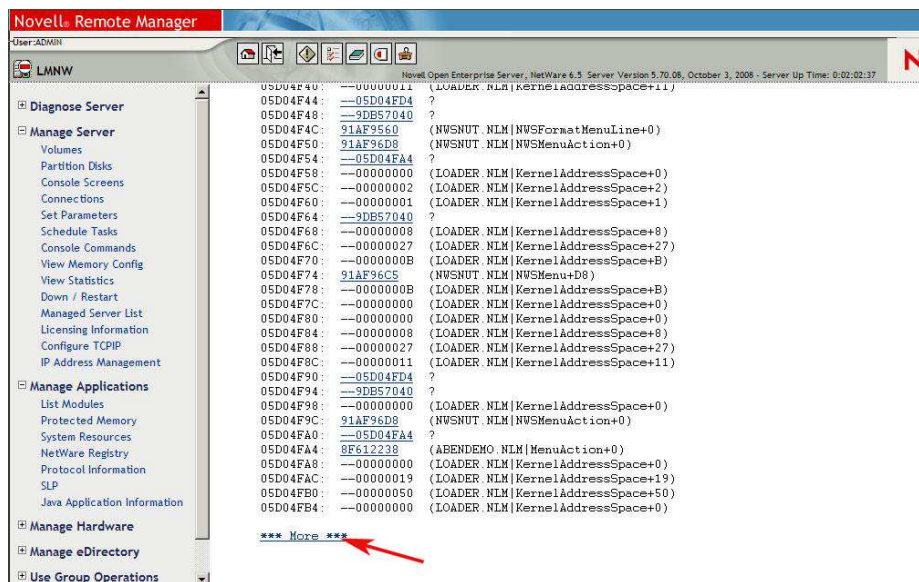 Novell® Remote Manager
User:ADMIN
LMNW
Novell Open Enterprise Server, NetWare 6.5 Server Version 5.70.08, October 3, 2008 - Server Up Time: 0:02:02:37
N
Diagnose Server
Manage Server
Volumes
Partition Disks
Console Screens
Connections
Set Parameters
Schedule Tasks
Console Commands
View Memory Config
View Statistics
Down / Restart
Managed Server List
Licensing Information
Configure TCPIP
IP Address Management
Manage Applications
List Modules
Protected Memory
System Resources
NetWare Registry
Protocol Information
SLP
Java Application Information
Manage Hardware
Manage eDirectory
Use Group Operations
05D04F40: --00000011 (LOADER.NLM|KernelAddressSpace+11)
05D04F44: --05D04FD4 ?
05D04F48: --9DB57040 ?
05D04F4C: 91AF9560 (NWSNUT.NLM|NWSFormatMenuLine+0)
05D04F50: 91AF96D8 (NWSNUT.NLM|NWSMenuAction+0)
05D04F54: --05D04FA4 ?
05D04F58: --00000000 (LOADER.NLM|KernelAddressSpace+0)
05D04F5C: --00000002 (LOADER.NLM|KernelAddressSpace+2)
05D04F60: --00000001 (LOADER.NLM|KernelAddressSpace+1)
05D04F64: --9DB57040 ?
05D04F68: --00000008 (LOADER.NLM|KernelAddressSpace+8)
05D04F6C: --00000027 (LOADER.NLM|KernelAddressSpace+27)
05D04F70: --0000000B (LOADER.NLM|KernelAddressSpace+B)
05D04F74: 91AF96C5 (NWSNUT.NLM|NWSMenu+D8)
05D04F78: --0000000B (LOADER.NLM|KernelAddressSpace+B)
05D04F7C: --00000000 (LOADER.NLM|KernelAddressSpace+0)
05D04F80: --00000000 (LOADER.NLM|KernelAddressSpace+0)
05D04F84: --00000008 (LOADER.NLM|KernelAddressSpace+8)
05D04F88: --00000027 (LOADER.NLM|KernelAddressSpace+27)
05D04F8C: --00000011 (LOADER.NLM|KernelAddressSpace+11)
05D04F90: --05D04FD4 ?
05D04F94: --9DB57040 ?
05D04F98: --00000000 (LOADER.NLM|KernelAddressSpace+0)
05D04F9C: 91AF96D8 (NWSNUT.NLM|NWSMenuAction+0)
05D04FA0: --05D04FA4 ?
05D04FA4: 8F612238 (ABENDEMO.NLM|MenuAction+0)
05D04FA8: --00000000 (LOADER.NLM|KernelAddressSpace+0)
05D04FAC: --00000019 (LOADER.NLM|KernelAddressSpace+19)
05D04FB0: --00000050 (LOADER.NLM|KernelAddressSpace+50)
05D04FB4: --00000000 (LOADER.NLM|KernelAddressSpace+0)
*** More ***